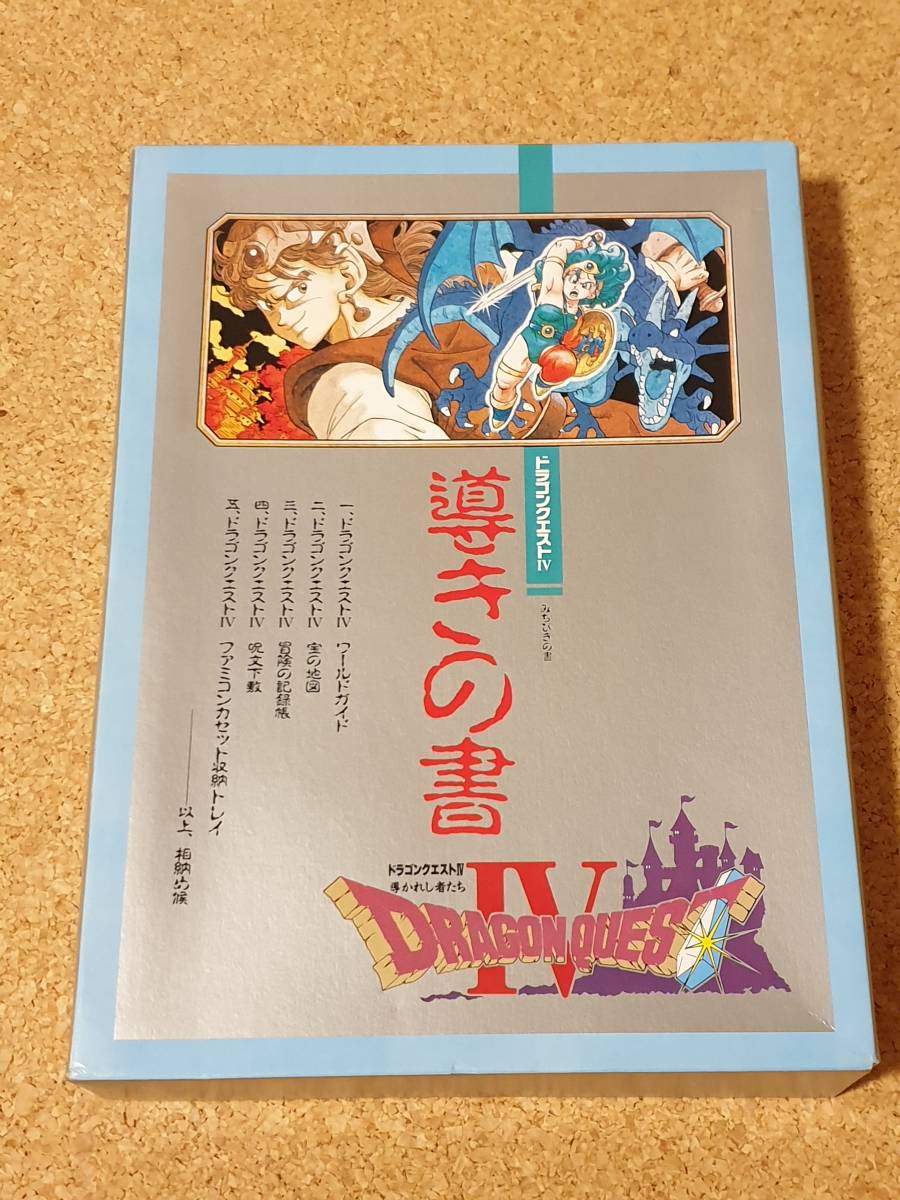 ドラゴンクエストIV
みちびきの書
導きの書
一、ドラゴンクエストIV ワールドガイド
二、ドラゴンクエストIV 宝の地図
三、ドラゴンクエストIV 冒険の記録帳
四、ドラゴンクエストIV 呪文下敷
五、ドラゴンクエストIV ファミコンカセット収納トレイ
――以上、相納め候
ドラゴンクエストIV
導かれし者たち
DRAGON QUEST
IV